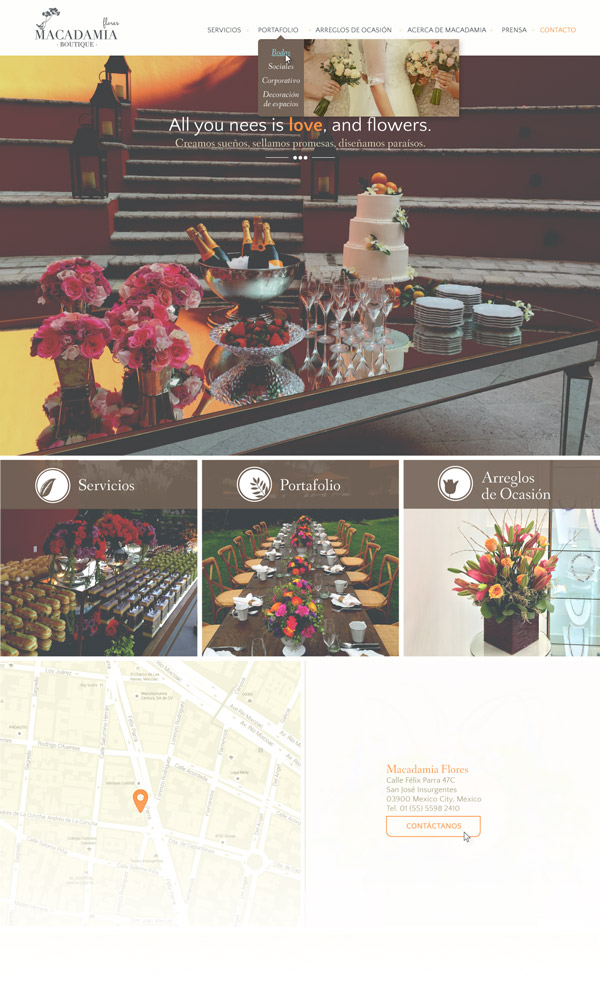 flores
MACADAMIA
· BOUTIQUE ·
SERVICIOS
PORTAFOLIO
ARREGLOS DE OCASIÓN
ACERCA DE MACADAMIA
PRENSA
CONTACTO
Bodas
Sociales
Corporativo
Decoración
de espacios
All you nees is love, and flowers.
Creamos sueños, sellamos promesas, diseñamos paraísos.
Servicios
Portafolio
Arreglos
de Ocasión
Macadamia Flores
Calle Félix Parra 47C
San José Insurgentes
03900 Mexico City, Mexico
Tel. 01 (55) 5598 2410
CONTÁCTANOS